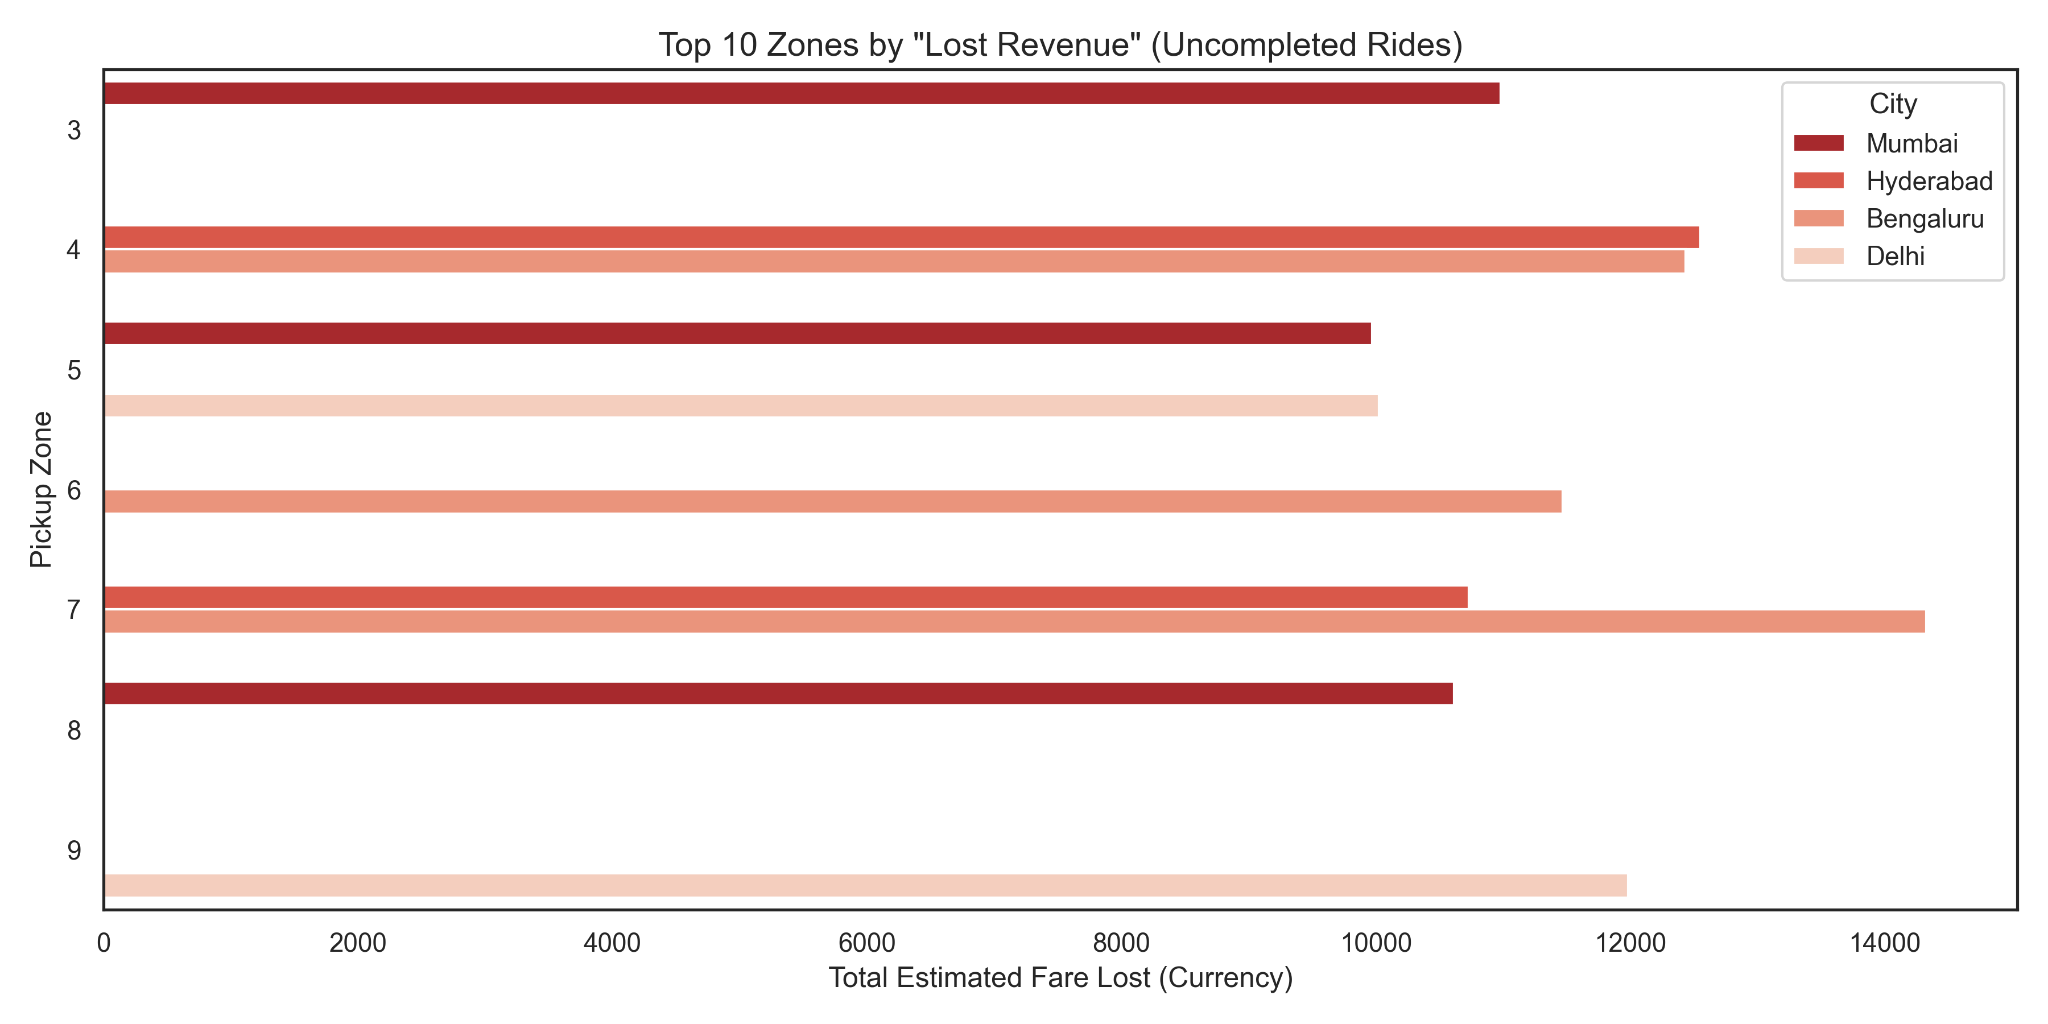 Top 10 Zones by "Lost Revenue" (Uncompleted Rides)
City
Mumbai
Hyderabad
Bengaluru
Delhi
Pickup Zone
3
4
5
6
7
8
9
0 2000 4000 6000 8000 10000 12000 14000
Total Estimated Fare Lost (Currency)